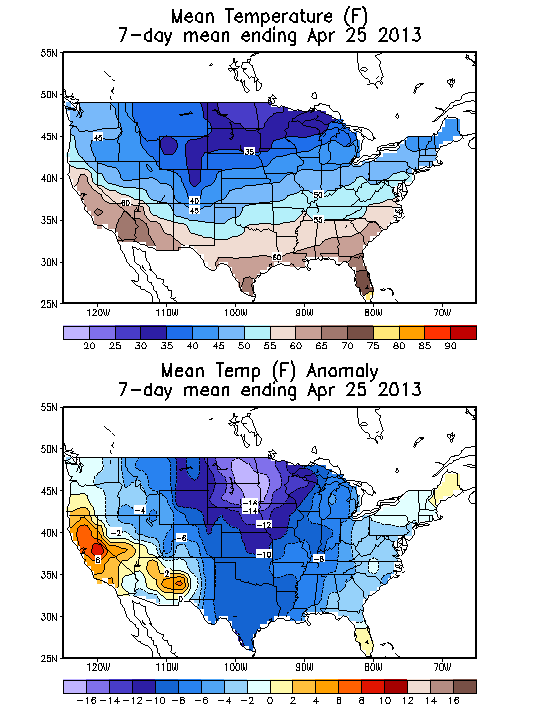 Mean Temperature (F)
7-day mean ending Apr 25 2013
55N
50N
45N
40N
35N
30N
25N
45
35
40
45
50
60
55
60
120W 110W 100W 90W 80W 70W
20 25 30 35 40 45 50 55 60 65 70 75 80 85 90
Mean Temp (F) Anomaly
7-day mean ending Apr 25 2013
55N
50N
45N
40N
35N
30N
25N
-16
-14
-4
-12
-2
-6
-10
-8
6
2
0
120W 110W 100W 90W 80W 70W
-16 -14 -12 -10 -8 -6 -4 -2 0 2 4 6 8 10 12 14 16